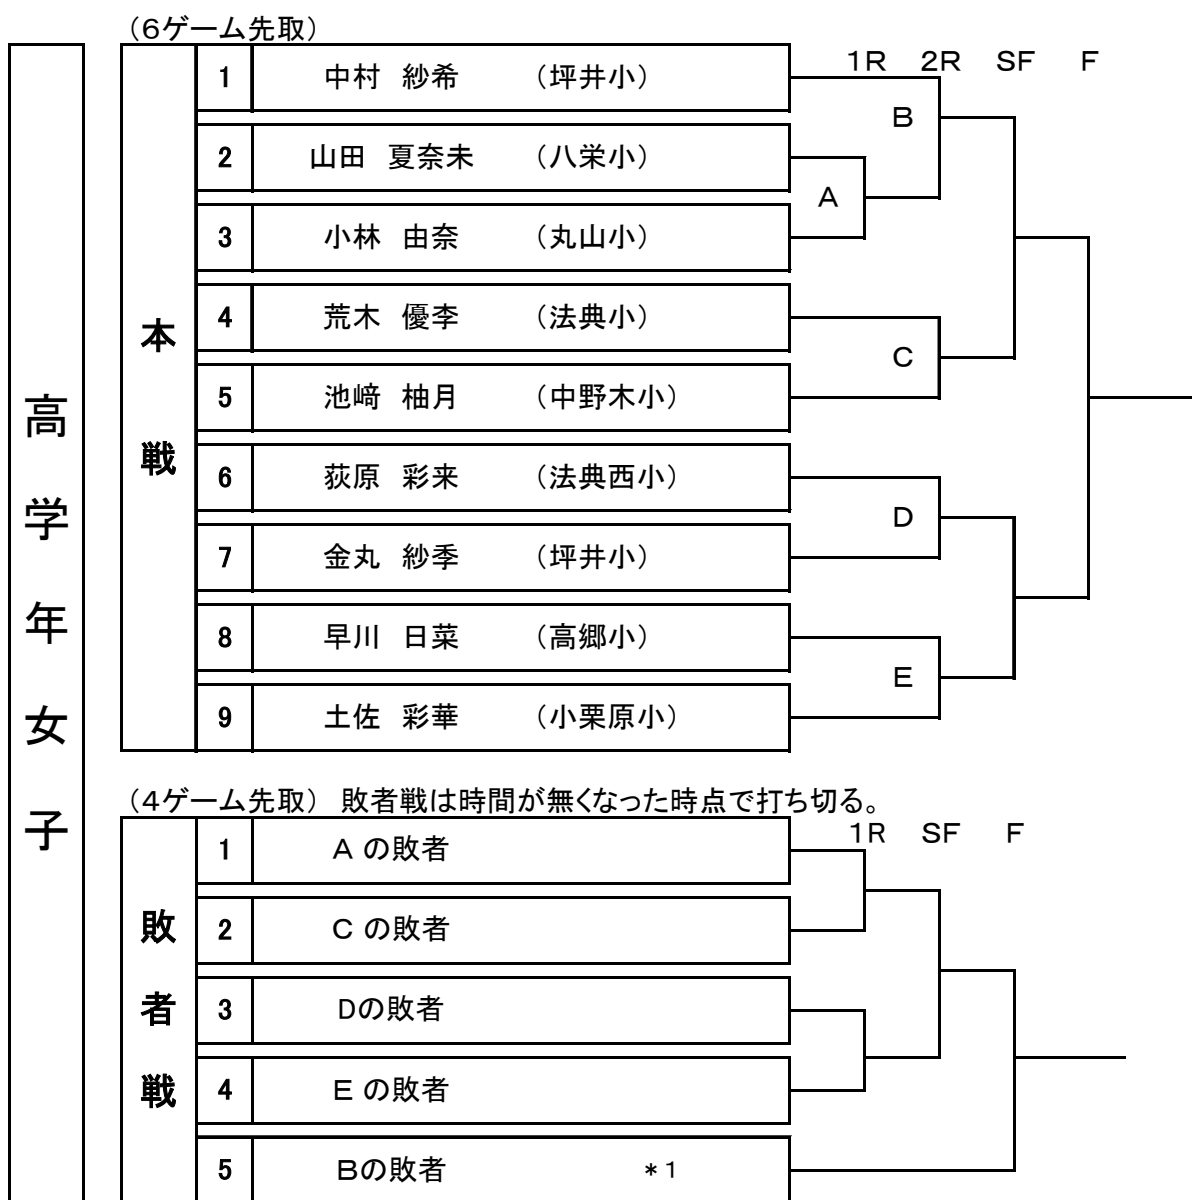 高学年女子
（６ゲーム先取）
本戦
１Ｒ ２Ｒ ＳＦ Ｆ
1 中村 紗希 （坪井小）
2 山田 夏奈未 （八栄小）
3 小林 由奈 （丸山小）
4 荒木 優李 （法典小）
5 池﨑 柚月 （中野木小）
6 荻原 彩来 （法典西小）
7 金丸 紗季 （坪井小）
8 早川 日菜 （高郷小）
9 土佐 彩華 （小栗原小）
Ｂ
Ａ
Ｃ
Ｄ
Ｅ
（４ゲーム先取） 敗者戦は時間が無くなった時点で打ち切る。
敗者戦
１Ｒ ＳＦ Ｆ
1 Ａ の敗者
2 Ｃ の敗者
3 Dの敗者
4 Ｅ の敗者
5 Ｂの敗者 ＊１